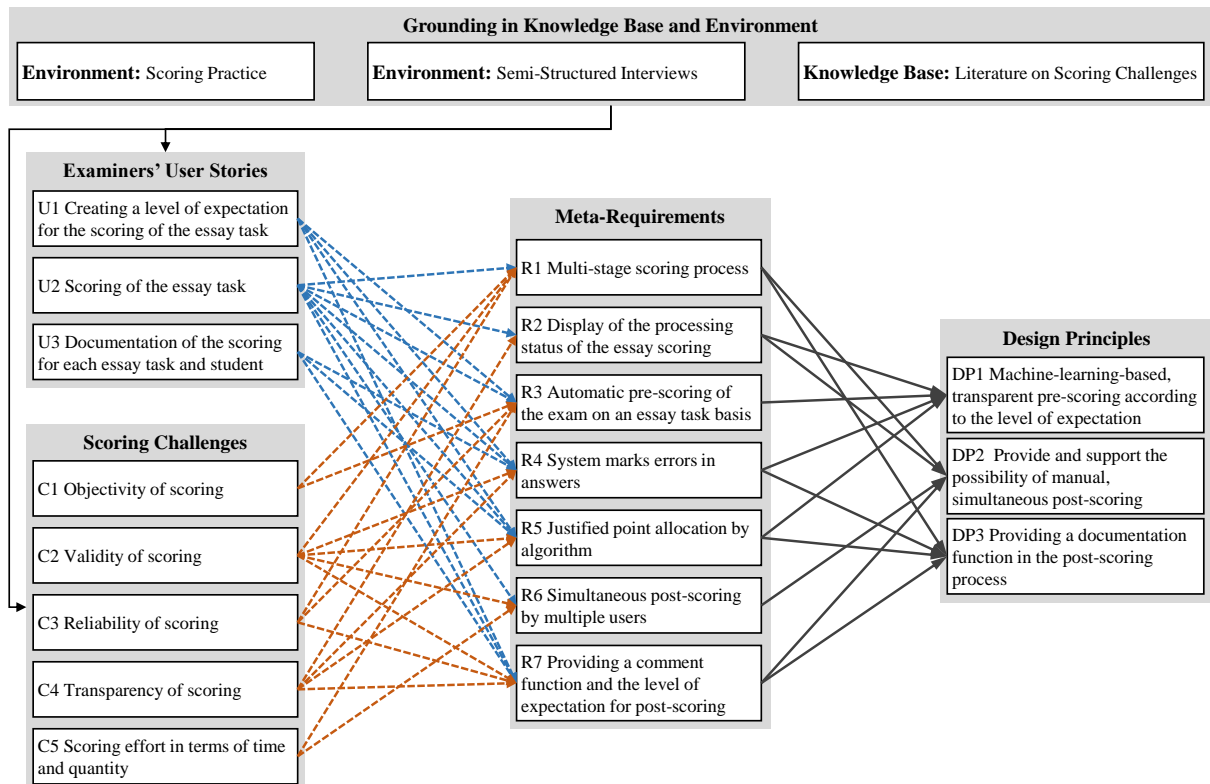 Grounding in Knowledge Base and Environment
Environment: Scoring Practice
Environment: Semi-Structured Interviews
Knowledge Base: Literature on Scoring Challenges
Examiners' User Stories
U1 Creating a level of expectation
for the scoring of the essay task
U2 Scoring of the essay task
U3 Documentation of the scoring
for each essay task and student
Scoring Challenges
C1 Objectivity of scoring
C2 Validity of scoring
C3 Reliability of scoring
C4 Transparency of scoring
C5 Scoring effort in terms of time
and quantity
Meta-Requirements
R1 Multi-stage scoring process
R2 Display of the processing
status of the essay scoring
R3 Automatic pre-scoring of
the exam on an essay task basis
R4 System marks errors in
answers
R5 Justified point allocation by
algorithm
R6 Simultaneous post-scoring
by multiple users
R7 Providing a comment
function and the level of
expectation for post-scoring
Design Principles
DP1 Machine-learning-based,
transparent pre-scoring according
to the level of expectation
DP2 Provide and support the
possibility of manual,
simultaneous post-scoring
DP3 Providing a documentation
function in the post-scoring
process